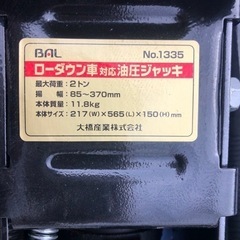 BAL No.1335
ローダウン車対応油圧ジャッキ
最大荷重：2トン
揚　幅：85～370mm
本体質量：11.8kg
本体サイズ：217(W)×565(L)×150(H)mm
大橋産業株式会社